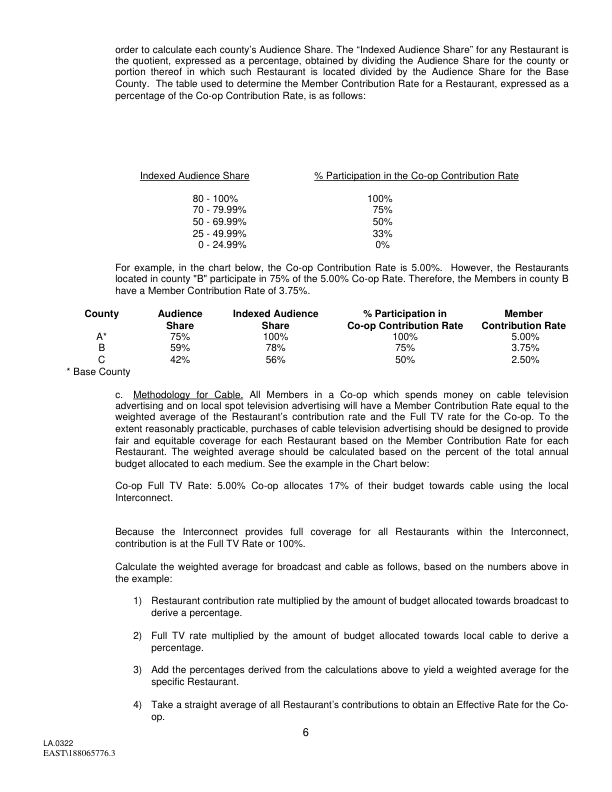 order to calculate each county's Audience Share. The “Indexed Audience Share” for any Restaurant is
the quotient, expressed as a percentage, obtained by dividing the Audience Share for the county or
portion thereof in which such Restaurant is located divided by the Audience Share for the Base
County. The table used to determine the Member Contribution Rate for a Restaurant, expressed as a
percentage of the Co-op Contribution Rate, is as follows:
Indexed Audience Share % Participation in the Co-op Contribution Rate
80 - 100% 100%
70 - 79.99% 75%
50 - 69.99% 50%
25 - 49.99% 33%
0 - 24.99% 0%
For example, in the chart below, the Co-op Contribution Rate is 5.00%. However, the Restaurants
located in county "B" participate in 75% of the 5.00% Co-op Rate. Therefore, the Members in county B
have a Member Contribution Rate of 3.75%.
County Audience Indexed Audience % Participation in Member
Share Share Co-op Contribution Rate Contribution Rate
A* 75% 100% 100% 5.00%
B 59% 78% 75% 3.75%
C 42% 56% 50% 2.50%
* Base County
c. Methodology for Cable. All Members in a Co-op which spends money on cable television
advertising and on local spot television advertising will have a Member Contribution Rate equal to the
weighted average of the Restaurant's contribution rate and the Full TV rate for the Co-op. To the
extent reasonably practicable, purchases of cable television advertising should be designed to provide
fair and equitable coverage for each Restaurant based on the Member Contribution Rate for each
Restaurant. The weighted average should be calculated based on the percent of the total annual
budget allocated to each medium. See the example in the Chart below:
Co-op Full TV Rate: 5.00% Co-op allocates 17% of their budget towards cable using the local
Interconnect.
Because the Interconnect provides full coverage for all Restaurants within the Interconnect,
contribution is at the Full TV Rate or 100%.
Calculate the weighted average for broadcast and cable as follows, based on the numbers above in
the example:
1) Restaurant contribution rate multiplied by the amount of budget allocated towards broadcast to
derive a percentage.
2) Full TV rate multiplied by the amount of budget allocated towards local cable to derive a
percentage.
3) Add the percentages derived from the calculations above to yield a weighted average for the
specific Restaurant.
4) Take a straight average of all Restaurant's contributions to obtain an Effective Rate for the Co-
op.
6
LA.0322
EAST\188065776.3